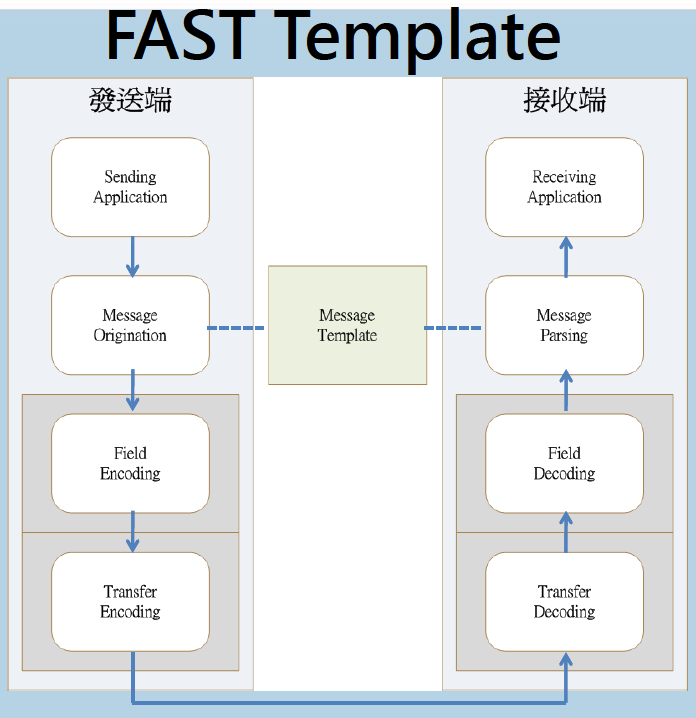 FAST Template
發送端
Sending
Application
Message
Origination
Field
Encoding
Transfer
Encoding
Message
Template
接收端
Receiving
Application
Message
Parsing
Field
Decoding
Transfer
Decoding